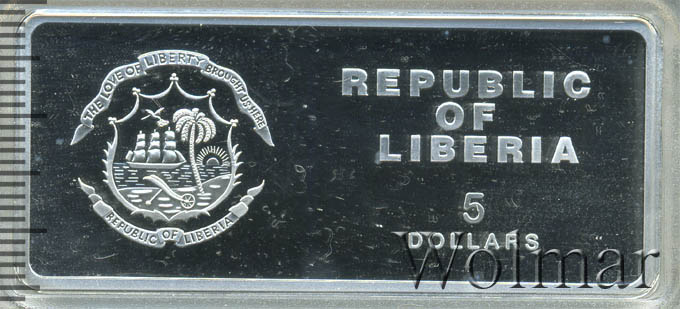 THE LOVE OF LIBERTY BROUGHT US HERE
REPUBLIC OF LIBERIA
REPUBLIC
OF
LIBERIA
5
DOLLARS
Wolmar